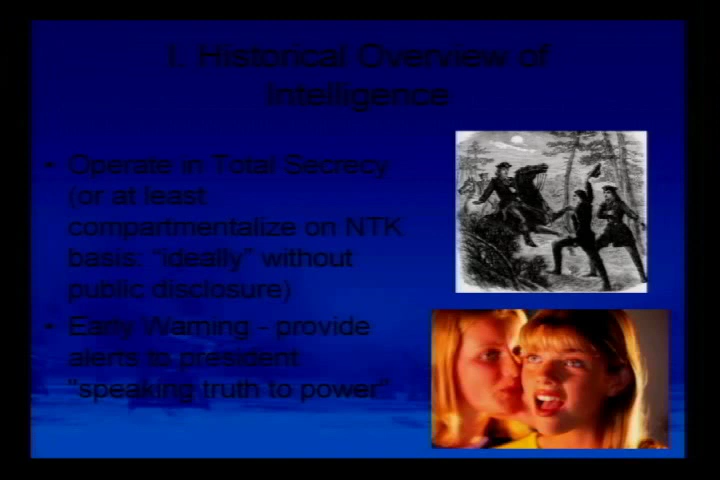 I. Historical Overview of
Intelligence
• Operate in Total Secrecy
(or at least
compartmentalize on NTK
basis: “ideally” without
public disclosure)
• Early Warning - provide
alerts to president
"speaking truth to power"